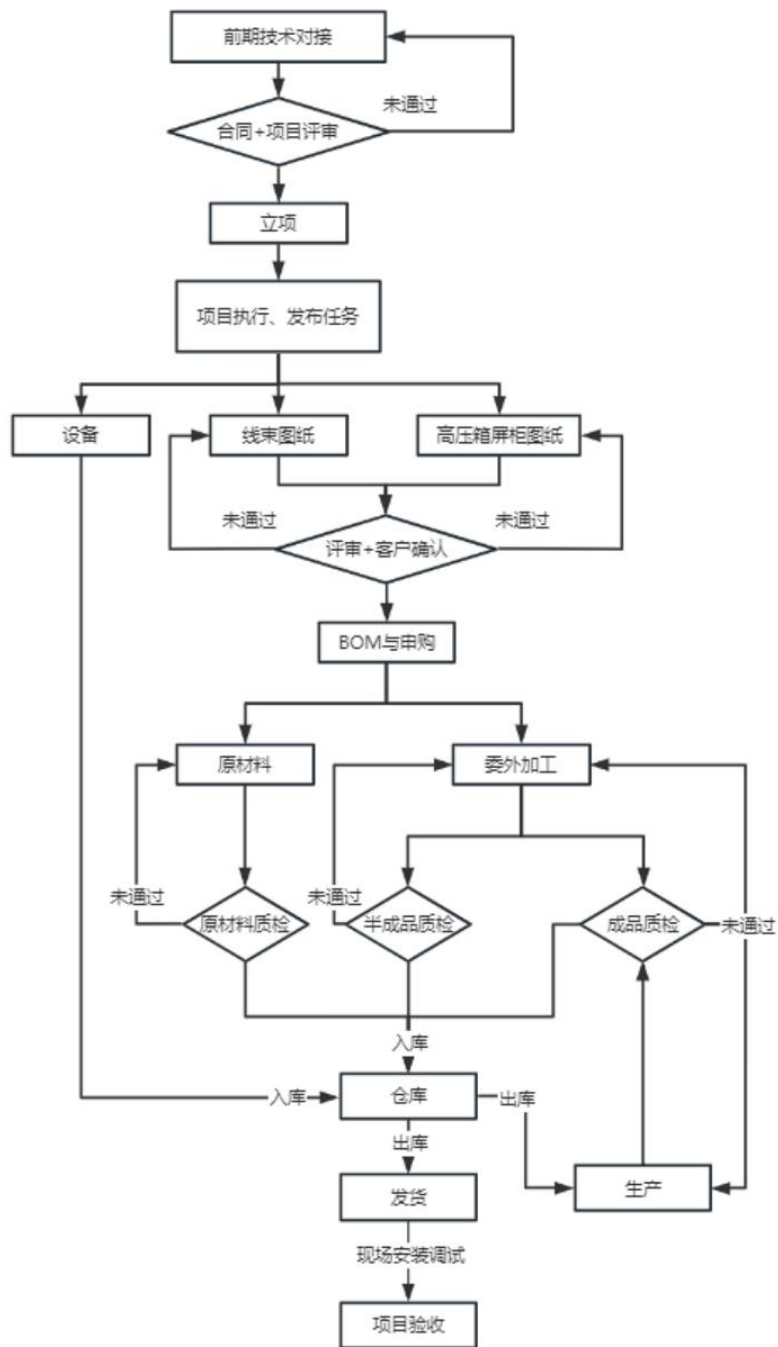 前期技术对接
未通过
合同+项目评审
立项
项目执行、发布任务
设备
线束图纸
高压箱屏柜图纸
未通过
未通过
评审+客户确认
BOM与申购
原材料
委外加工
未通过
原材料质检
未通过
半成品质检
成品质检
未通过
入库
入库
仓库
出库
出库
发货
生产
现场安装调试
项目验收